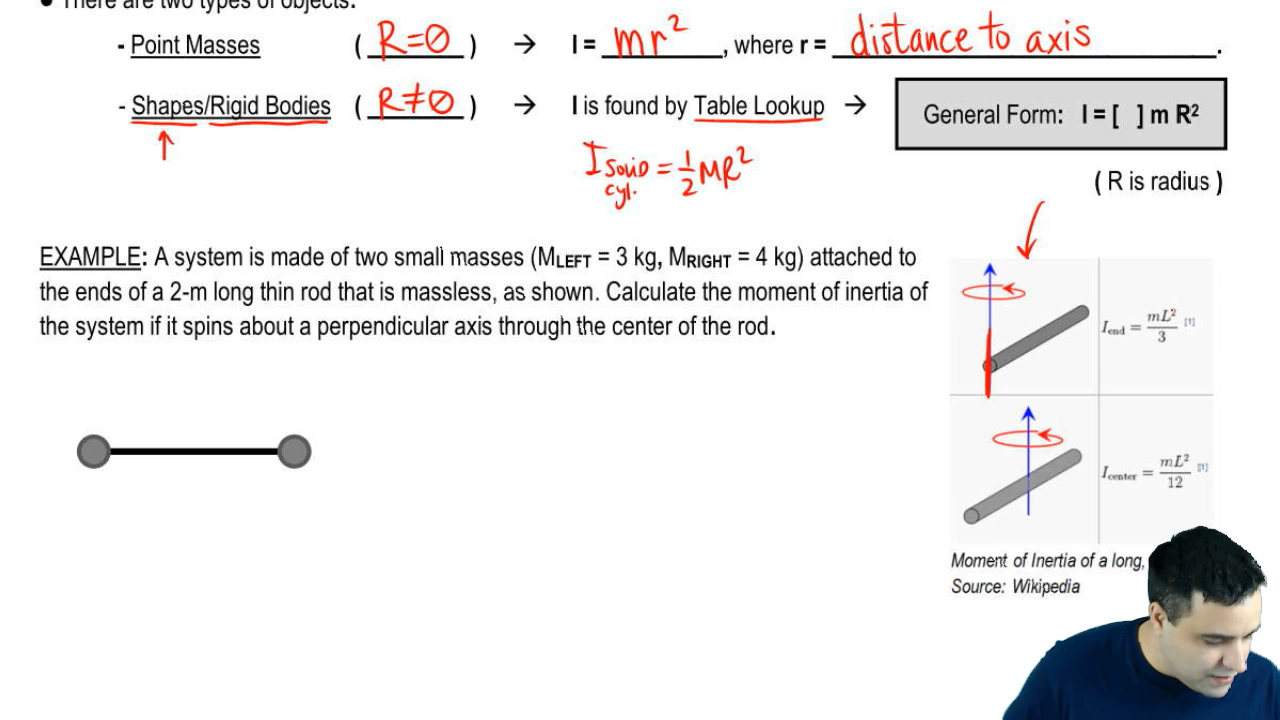 There are two types of objects:
- Point Masses ( R=0 ) → I = mr², where r = distance to axis.
- Shapes/Rigid Bodies ( R≠0 ) → I is found by Table Lookup → General Form: I = [ ] m R²
I SOLID CYL. = 1/2 MR²
( R is radius )
EXAMPLE: A system is made of two small masses (MLEFT = 3 kg, MRIGHT = 4 kg) attached to
the ends of a 2-m long thin rod that is massless, as shown. Calculate the moment of inertia of
the system if it spins about a perpendicular axis through the center of the rod.
Iend = mL²/3 [1]
Icenter = mL²/12 [1]
Moment of Inertia of a long,
Source: Wikipedia